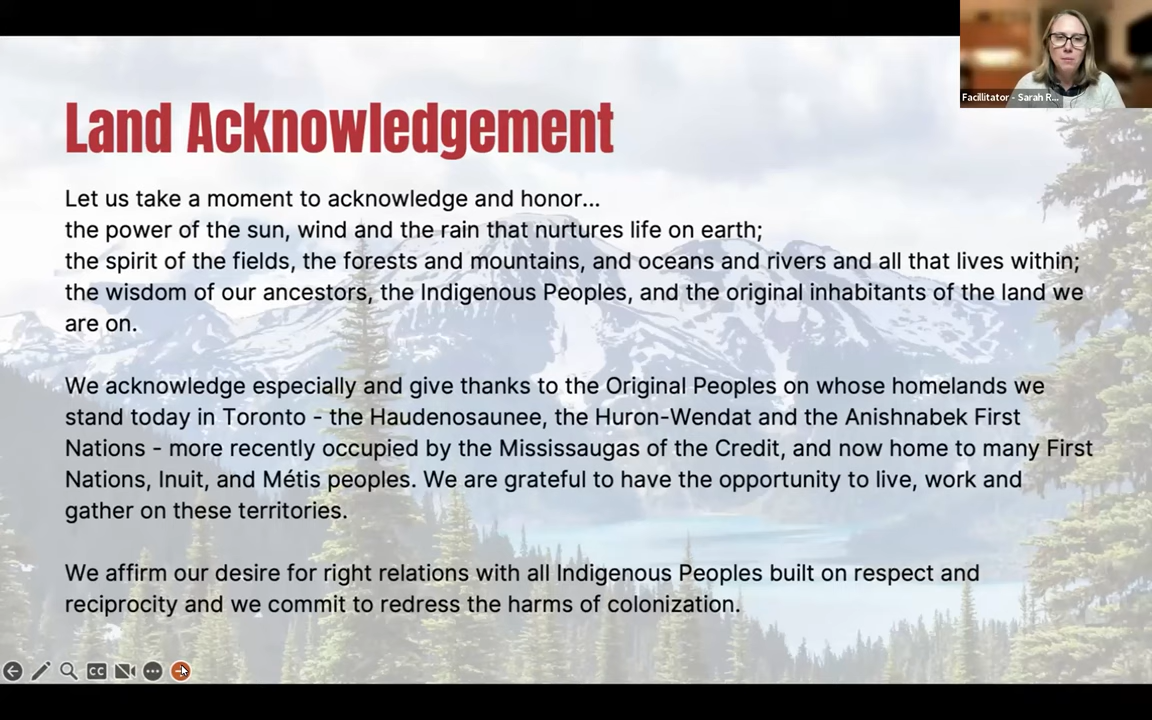 Land Acknowledgement
Let us take a moment to acknowledge and honor...
the power of the sun, wind and the rain that nurtures life on earth;
the spirit of the fields, the forests and mountains, and oceans and rivers and all that lives within;
the wisdom of our ancestors, the Indigenous Peoples, and the original inhabitants of the land we
are on.
We acknowledge especially and give thanks to the Original Peoples on whose homelands we
stand today in Toronto - the Haudenosaunee, the Huron-Wendat and the Anishnabek First
Nations - more recently occupied by the Mississaugas of the Credit, and now home to many First
Nations, Inuit, and Métis peoples. We are grateful to have the opportunity to live, work and
gather on these territories.
We affirm our desire for right relations with all Indigenous Peoples built on respect and
reciprocity and we commit to redress the harms of colonization.
Facillitator - Sarah R...
CC